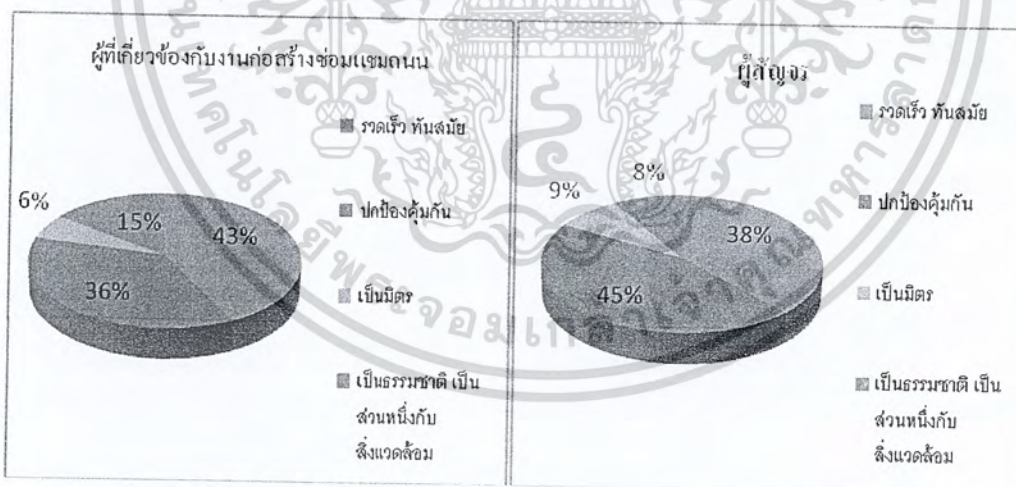 ผู้ที่เกี่ยวข้องกับงานก่อสร้างซ่อมแซมถนน
รวดเร็ว ทันสมัย
ปกป้องคุ้มกัน
เป็นมิตร
เป็นธรรมชาติ เป็น
ส่วนหนึ่งกับ
สิ่งแวดล้อม
6%
15%
43%
36%
ผู้สัญจร
รวดเร็ว ทันสมัย
ปกป้องคุ้มกัน
เป็นมิตร
เป็นธรรมชาติ เป็น
ส่วนหนึ่งกับ
สิ่งแวดล้อม
9%
8%
38%
45%